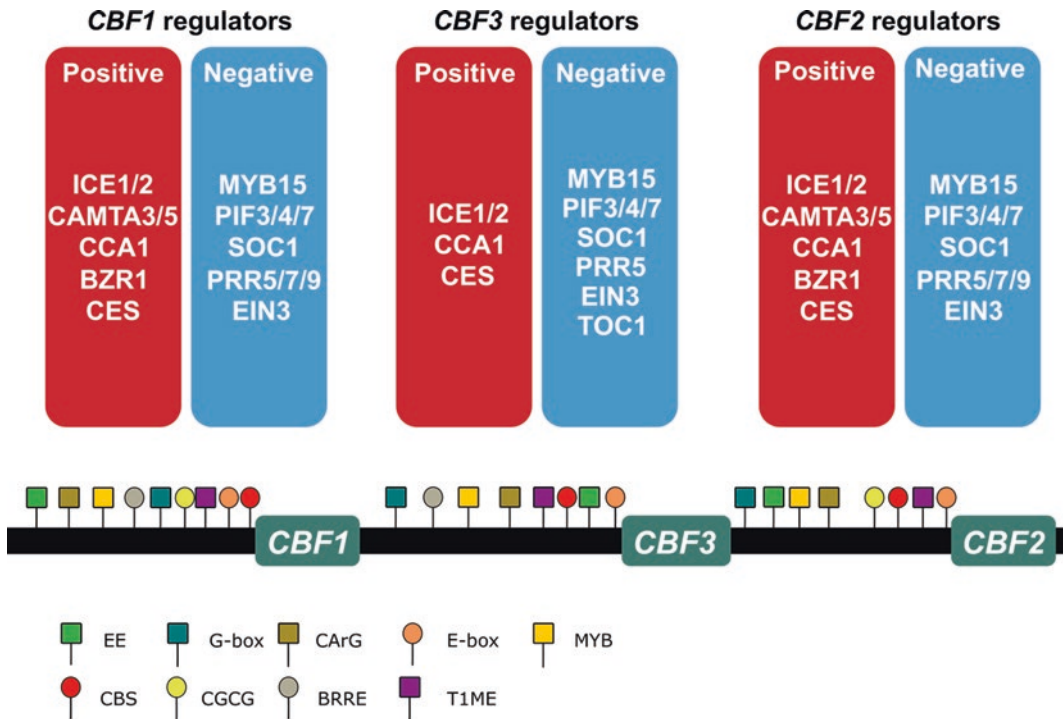 CBF1 regulators
Positive
ICE1/2
CAMTA3/5
CCA1
BZR1
CES
Negative
MYB15
PIF3/4/7
SOC1
PRR5/7/9
EIN3
CBF3 regulators
Positive
ICE1/2
CCA1
CES
Negative
MYB15
PIF3/4/7
SOC1
PRR5
EIN3
TOC1
CBF2 regulators
Positive
ICE1/2
CAMTA3/5
CCA1
BZR1
CES
Negative
MYB15
PIF3/4/7
SOC1
PRR5/7/9
EIN3
CBF1
CBF3
CBF2
EE
G-box
CArG
E-box
MYB
CBS
CGCG
BRRE
T1ME